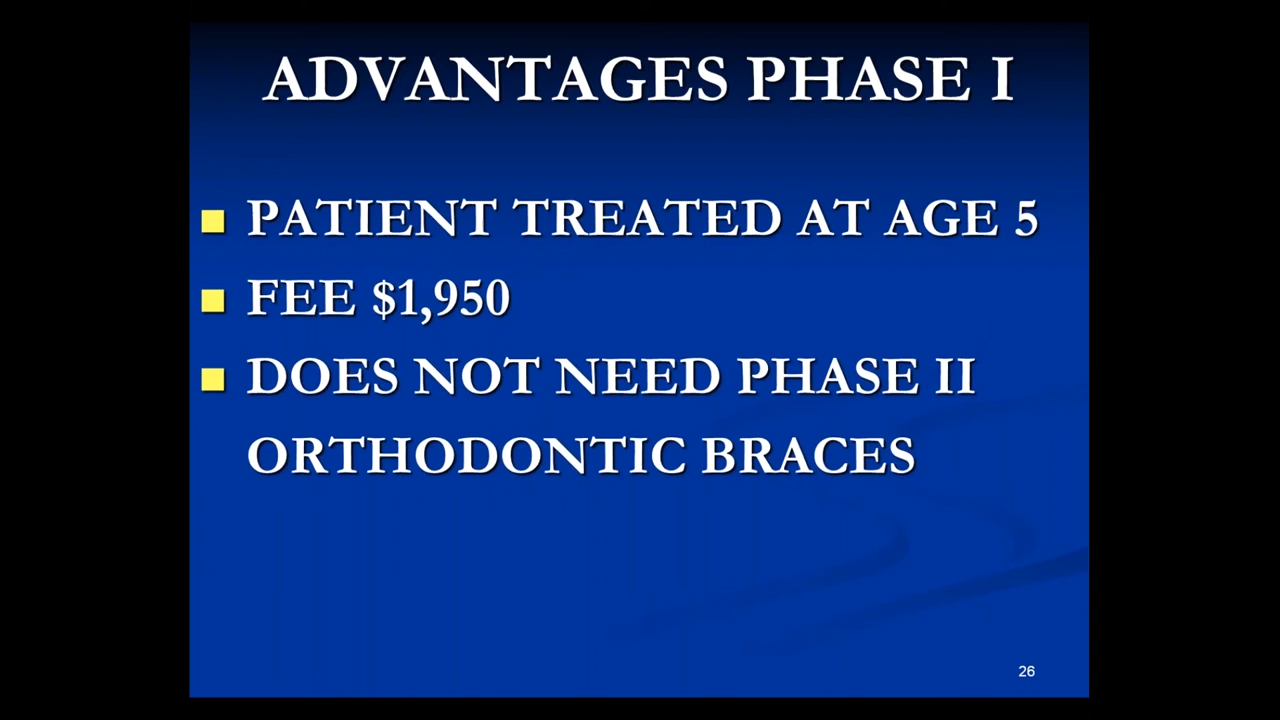 ADVANTAGES PHASE I
PATIENT TREATED AT AGE 5
FEE $1,950
DOES NOT NEED PHASE II
ORTHODONTIC BRACES
26